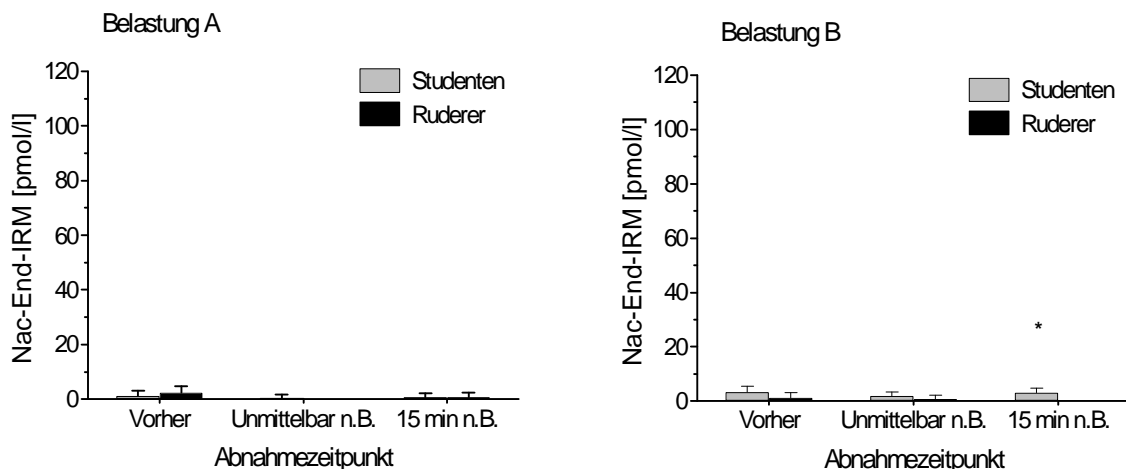 Belastung A
Studenten
Ruderer
Nac-End-IRM [pmol/l]
120
100
80
60
40
20
0
Vorher Unmittelbar n.B. 15 min n.B.
Abnahmezeitpunkt
Belastung B
Studenten
Ruderer
Nac-End-IRM [pmol/l]
120
100
80
60
40
20
0
*
Vorher Unmittelbar n.B. 15 min n.B.
Abnahmezeitpunkt